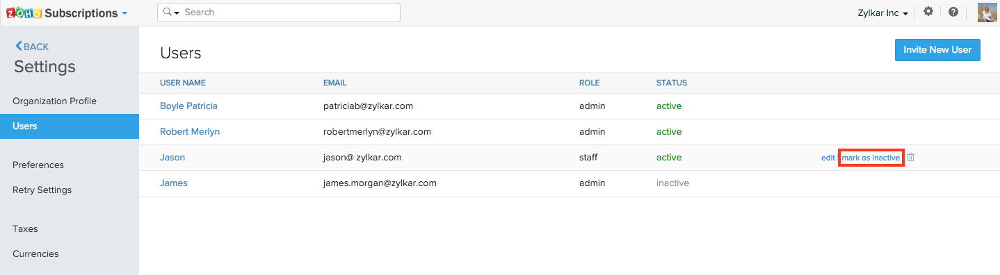 ZOHO Subscriptions Search Zylkar Inc
BACK
Settings
Organization Profile
Users
Preferences
Retry Settings
Taxes
Currencies
Users Invite New User
USER NAME EMAIL ROLE STATUS
Boyle Patricia patriciab@zylkar.com admin active
Robert Merlyn robertmerlyn@zylkar.com admin active
Jason jason@ zylkar.com staff active edit | mark as inactive
James james.morgan@zylkar.com admin inactive